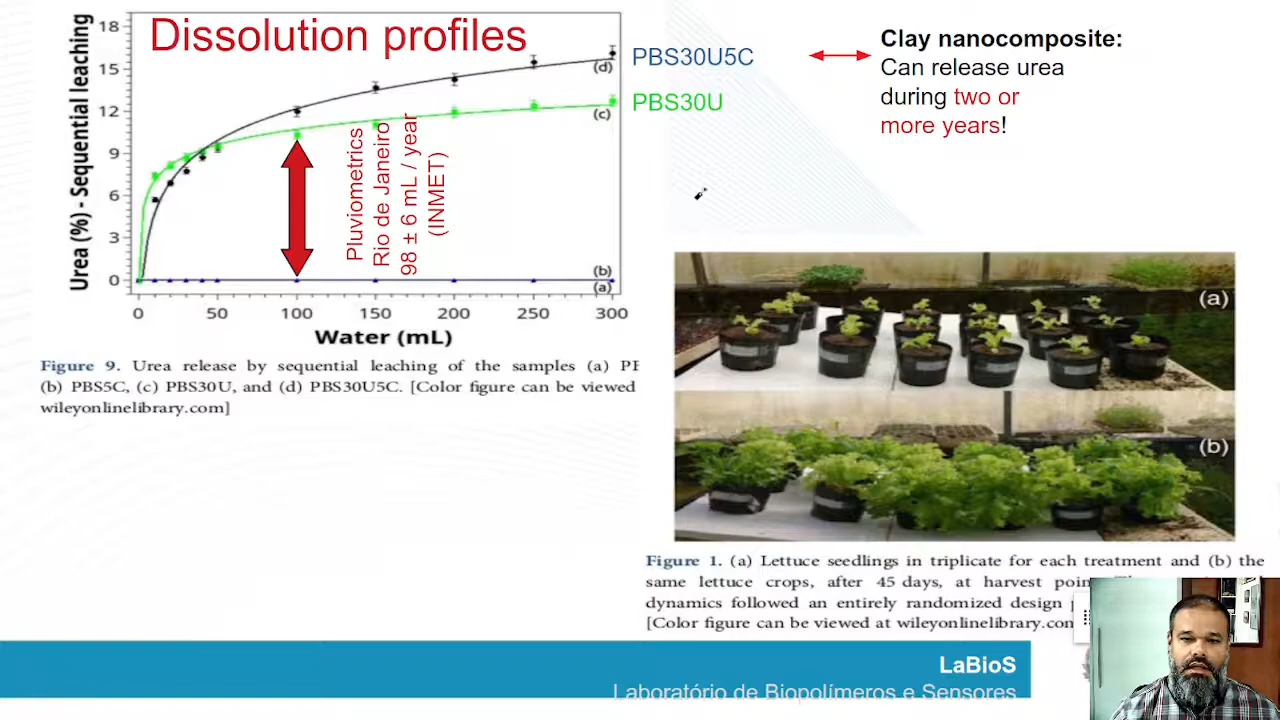 Dissolution profiles
Urea (%) - Sequential leaching
18
15
12
9
6
3
0
(d)
(c)
(b)
(a)
Pluviometrics
Rio de Janeiro
98 ± 6 mL / year
(INMET)
0 50 100 150 200 250 300
Water (mL)
PBS30U5C
PBS30U
Clay nanocomposite:
Can release urea
during two or
more years!
Figure 9. Urea release by sequential leaching of the samples (a)
(b) PBS5C, (c) PBS30U, and (d) PBS30U5C. [Color figure can be viewed
wileyonlinelibrary.com]
(a)
(b)
Figure 1. (a) Lettuce seedlings in triplicate for each treatment and (b) the
same lettuce crops, after 45 days, at harvest
dynamics followed an entirely randomized design
[Color figure can be viewed at
LaBioS
Laboratório de Biopolímeros e Sensores